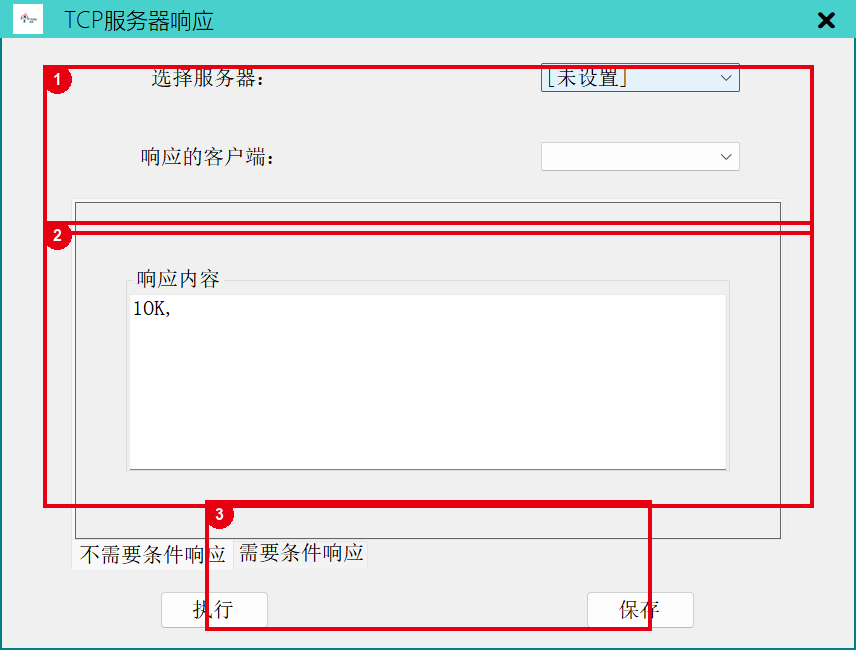 TCP服务器响应
1
选择服务器:
[未设置]
响应的客户端:
2
响应内容
1OK,
3
不需要条件响应
需要条件响应
执行
保存